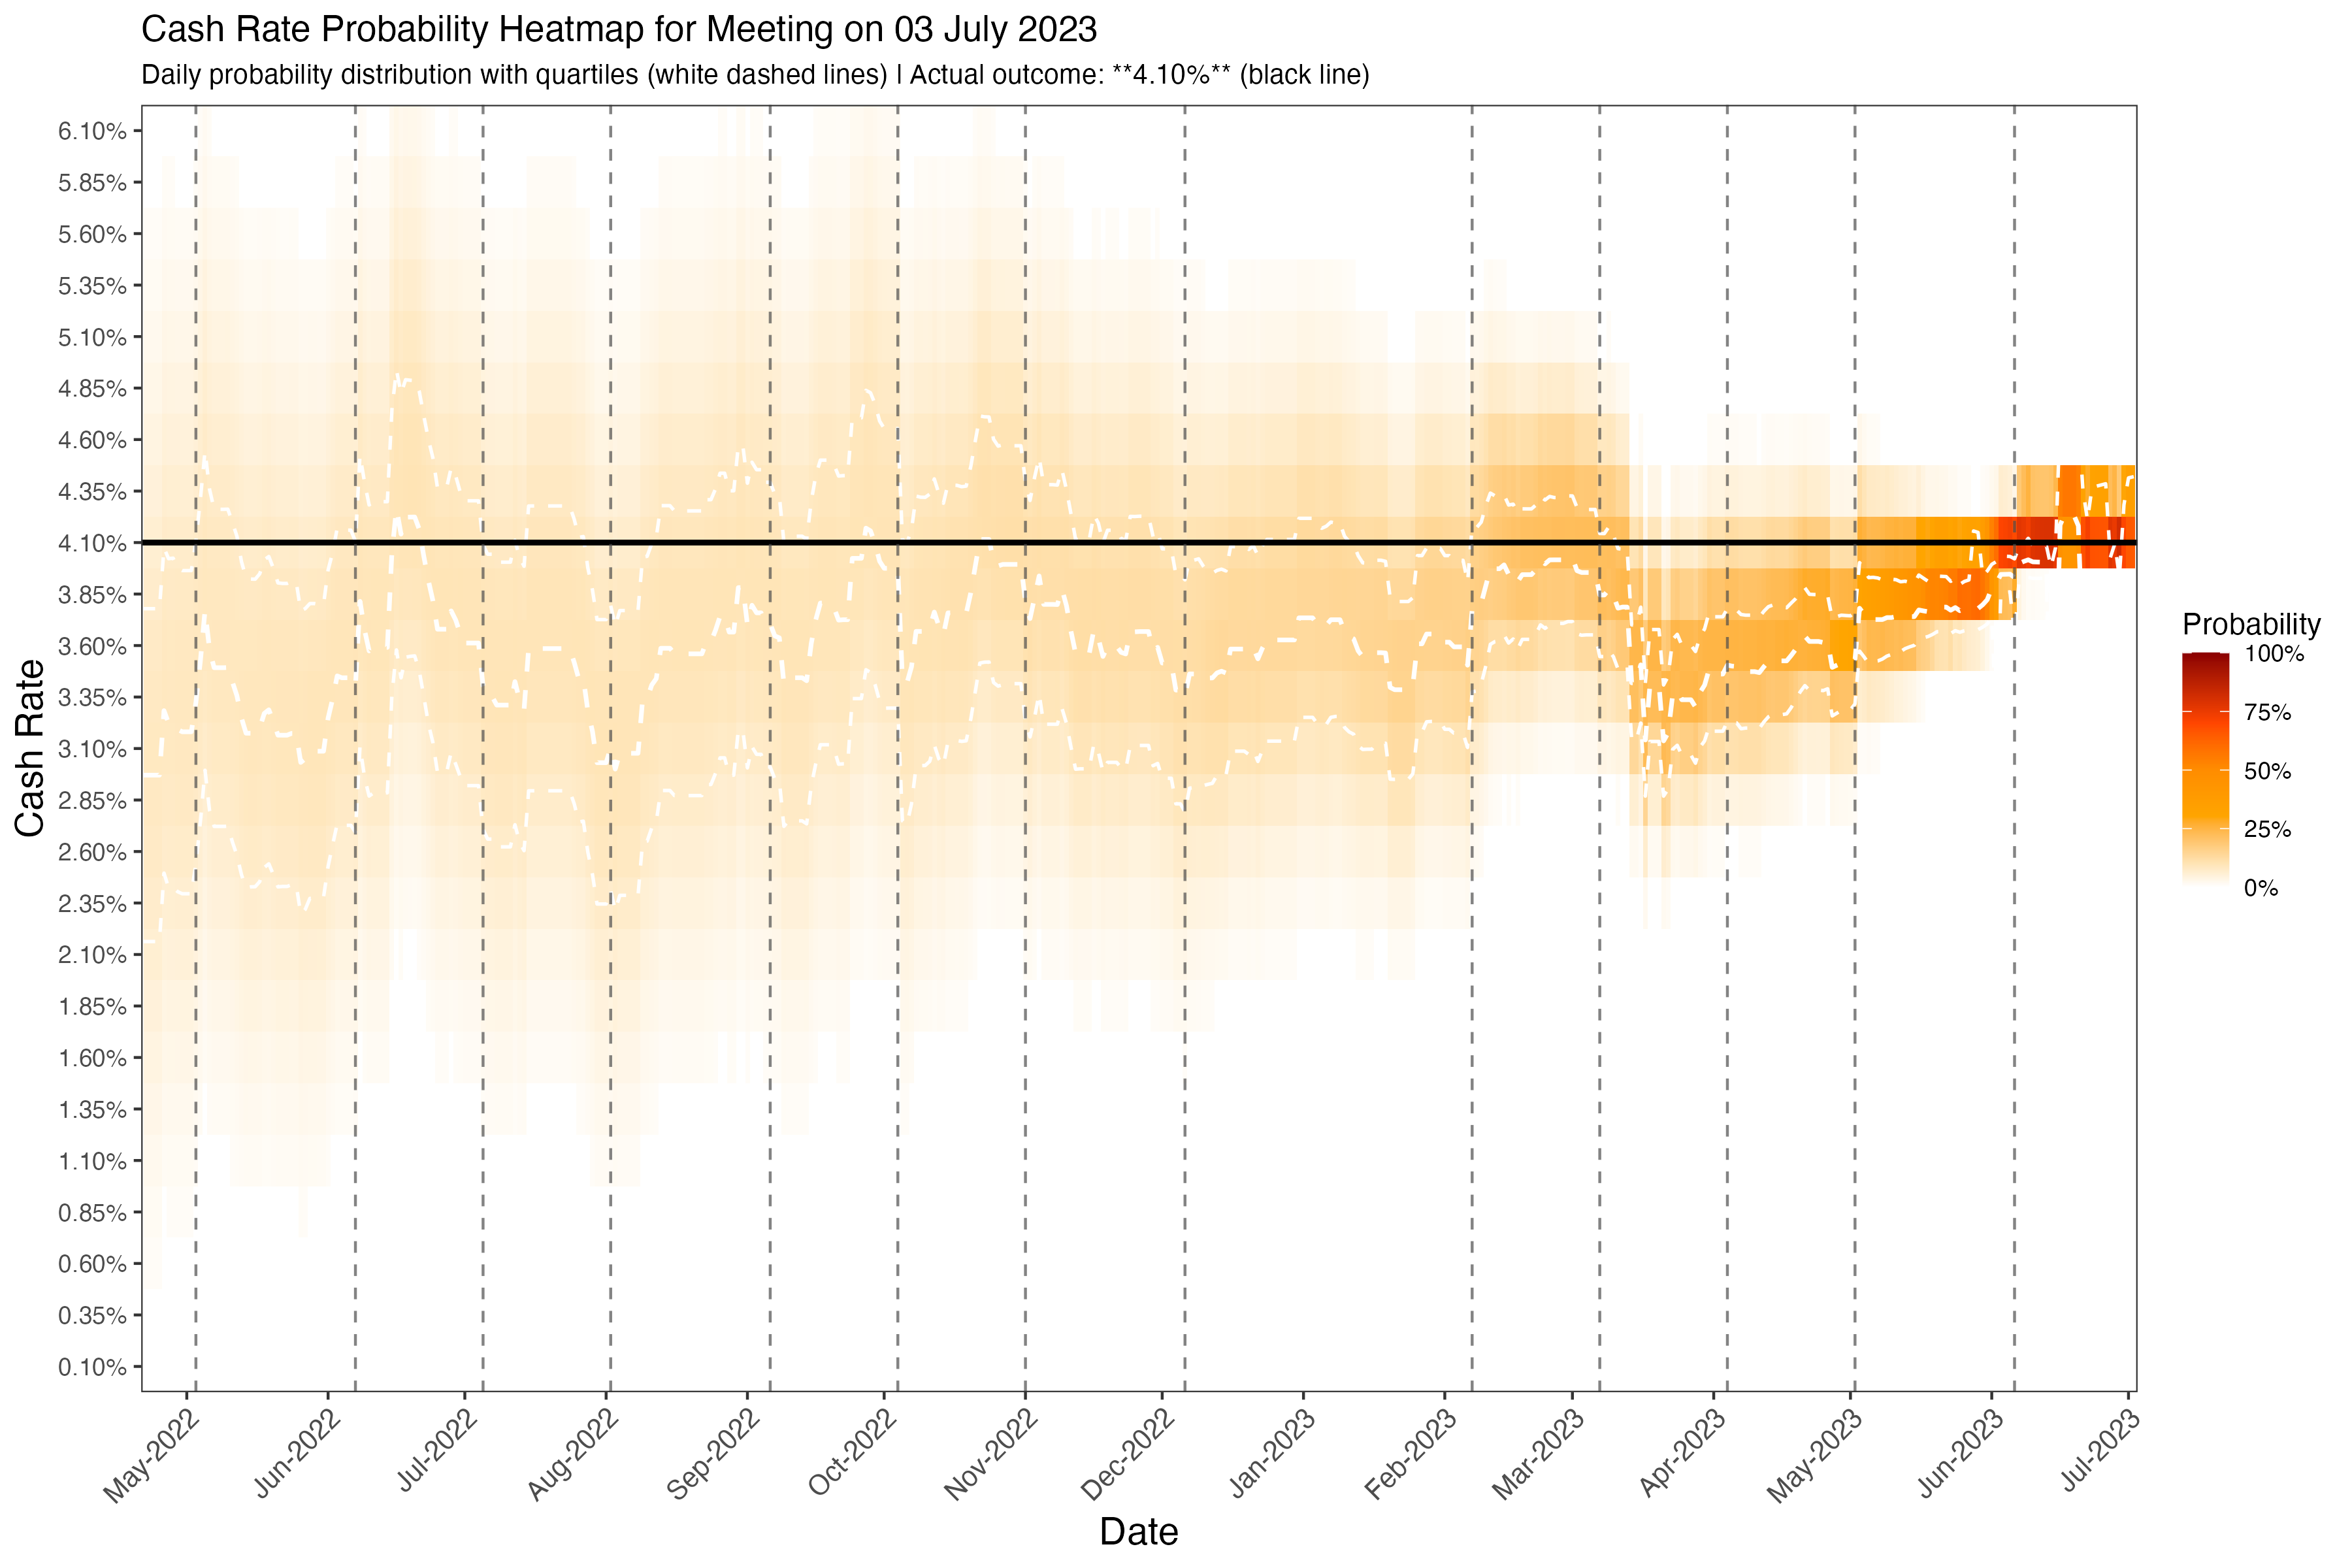 Cash Rate Probability Heatmap for Meeting on 03 July 2023
Daily probability distribution with quartiles (white dashed lines) | Actual outcome: **4.10%** (black line)
Cash Rate
6.10%
5.85%
5.60%
5.35%
5.10%
4.85%
4.60%
4.35%
4.10%
3.85%
3.60%
3.35%
3.10%
2.85%
2.60%
2.35%
2.10%
1.85%
1.60%
1.35%
1.10%
0.85%
0.60%
0.35%
0.10%
May-2022
Jun-2022
Jul-2022
Aug-2022
Sep-2022
Oct-2022
Nov-2022
Dec-2022
Jan-2023
Feb-2023
Mar-2023
Apr-2023
May-2023
Jun-2023
Jul-2023
Date
Probability
100%
75%
50%
25%
0%